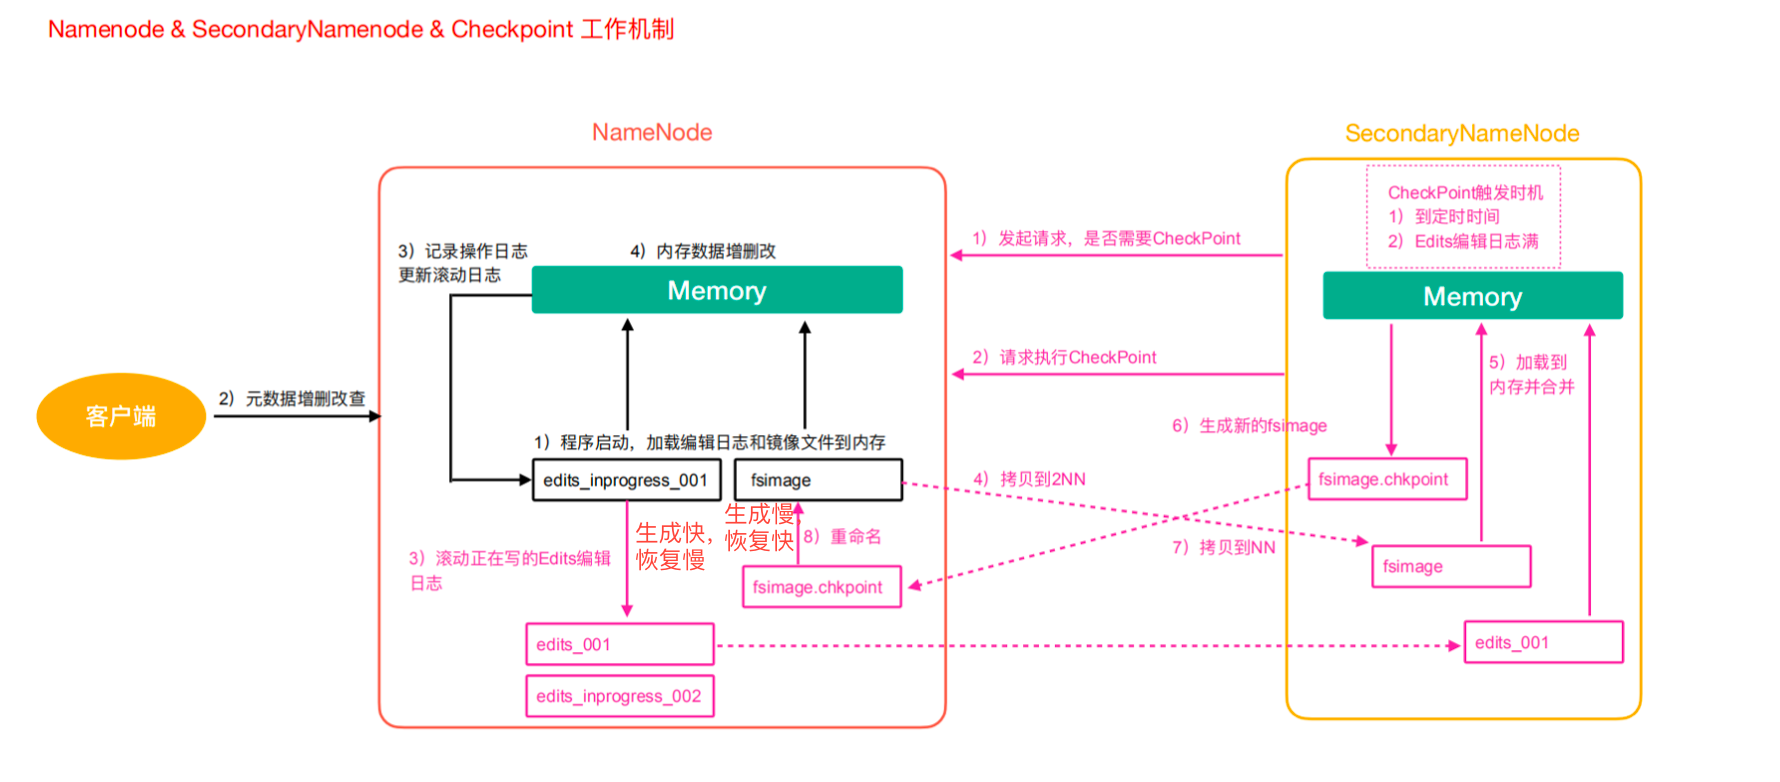 Namenode & SecondaryNamenode & Checkpoint 工作机制
NameNode
SecondaryNameNode
CheckPoint触发时机
1）到定时时间
2）Edits编辑日志满
3）记录操作日志
更新滚动日志
4）内存数据增删改
Memory
1）发起请求，是否需要CheckPoint
Memory
2）请求执行CheckPoint
5）加载到
内存并合并
客户端
2）元数据增删改查
6）生成新的fsimage
1）程序启动，加载编辑日志和镜像文件到内存
edits_inprogress_001
fsimage
4）拷贝到2NN
fsimage.chkpoint
生成快，
恢复慢
生成慢，
恢复快
8）重命名
7）拷贝到NN
3）滚动正在写的Edits编辑
日志
fsimage
fsimage.chkpoint
edits_001
edits_001
edits_inprogress_002